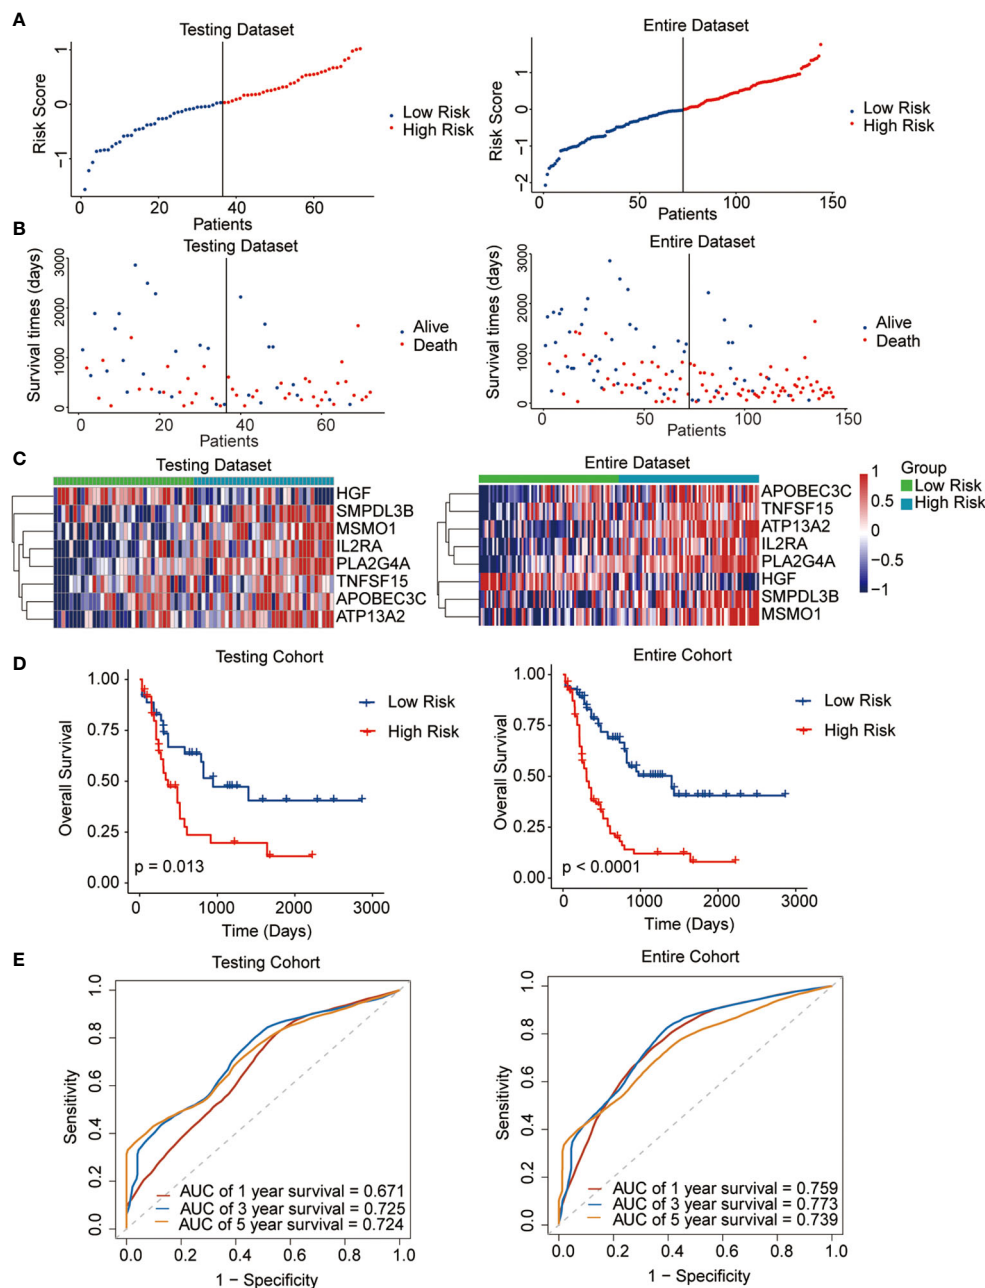 A
Testing Dataset
Risk Score
1
0
−1
0
20
40
60
Patients
Low Risk
High Risk
Entire Dataset
Risk Score
1
0
−1
−2
0
50
100
150
Patients
Low Risk
High Risk
B
Testing Dataset
Survival times (days)
3000
2000
1000
0
0
20
40
60
Patients
Alive
Death
Entire Dataset
Survival times (days)
3000
2000
1000
0
0
50
100
150
Patients
Alive
Death
C
Testing Dataset
HGF
SMPDL3B
MSMO1
IL2RA
PLA2G4A
TNFSF15
APOBEC3C
ATP13A2
Entire Dataset
APOBEC3C
TNFSF15
ATP13A2
IL2RA
PLA2G4A
HGF
SMPDL3B
MSMO1
1
0.5
0
−0.5
−1
Group
Low Risk
High Risk
D
Testing Cohort
Overall Survival
1.00
0.75
0.50
0.25
0.00
p = 0.013
0
1000
2000
3000
Time (Days)
Low Risk
High Risk
Entire Cohort
Overall Survival
1.00
0.75
0.50
0.25
0.00
p < 0.0001
0
1000
2000
3000
Time (Days)
Low Risk
High Risk
E
Testing Cohort
Sensitivity
1.0
0.8
0.6
0.4
0.2
0.0
AUC of 1 year survival = 0.671
AUC of 3 year survival = 0.725
AUC of 5 year survival = 0.724
0.0
0.2
0.4
0.6
0.8
1.0
1 − Specificity
Entire Cohort
Sensitivity
1.0
0.8
0.6
0.4
0.2
0.0
AUC of 1 year survival = 0.759
AUC of 3 year survival = 0.773
AUC of 5 year survival = 0.739
0.0
0.2
0.4
0.6
0.8
1.0
1 − Specificity